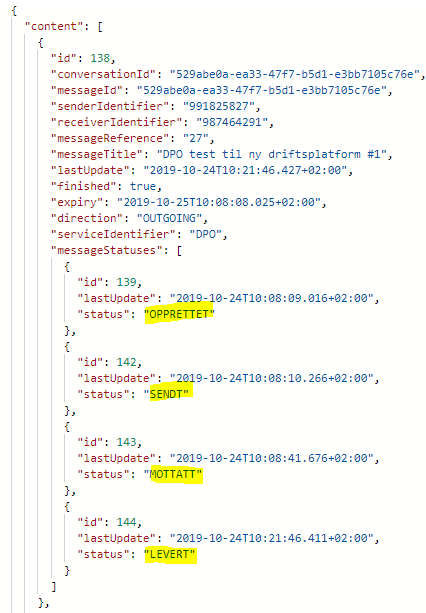 {
"content": [
{
"id": 138,
"conversationId": "529abe0a-ea33-47f7-b5d1-e3bb7105c76e",
"messageId": "529abe0a-ea33-47f7-b5d1-e3bb7105c76e",
"senderIdentifier": "991825827",
"receiverIdentifier": "987464291",
"messageReference": "27",
"messageTitle": "DPO test til ny driftsplatform #1",
"lastUpdate": "2019-10-24T10:21:46.427+02:00",
"finished": true,
"expiry": "2019-10-25T10:08:08.025+02:00",
"direction": "OUTGOING",
"serviceIdentifier": "DPO",
"messageStatuses": [
{
"id": 139,
"lastUpdate": "2019-10-24T10:08:09.016+02:00",
"status": "OPPRETTET"
},
{
"id": 142,
"lastUpdate": "2019-10-24T10:08:10.266+02:00",
"status": "SENDT"
},
{
"id": 143,
"lastUpdate": "2019-10-24T10:08:41.676+02:00",
"status": "MOTTATT"
},
{
"id": 144,
"lastUpdate": "2019-10-24T10:21:46.411+02:00",
"status": "LEVERT"
}
]
},